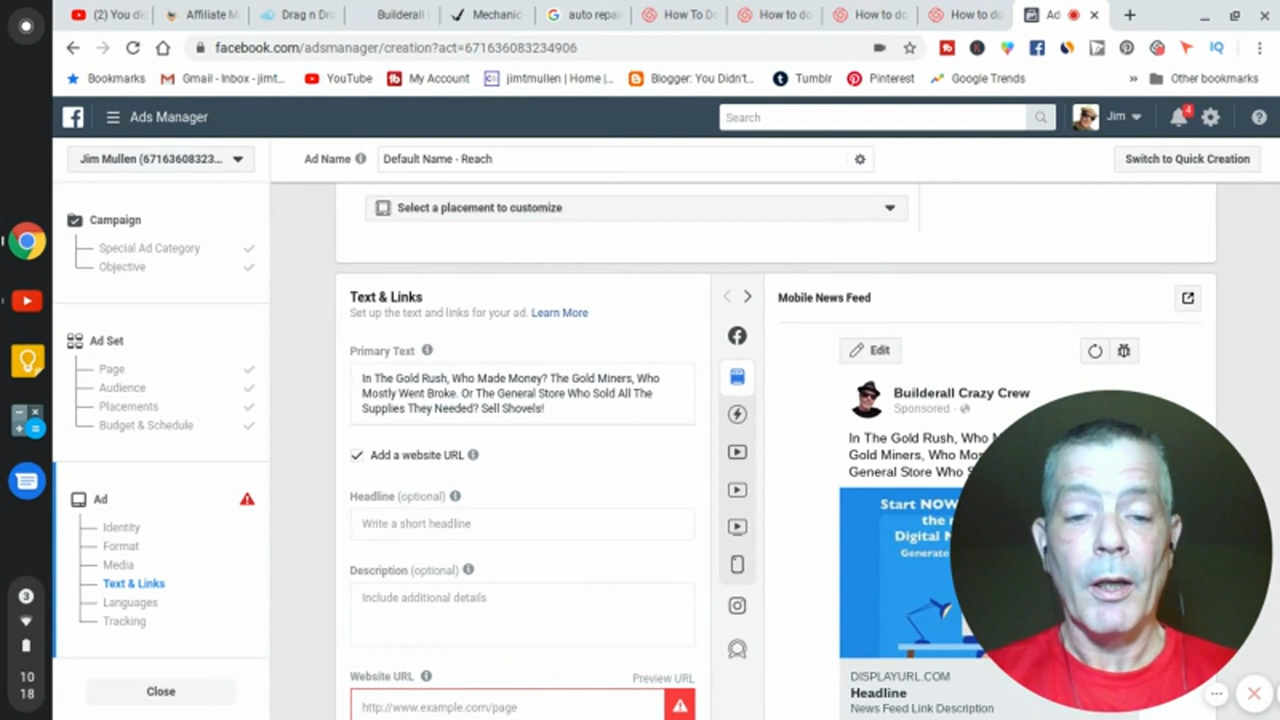 (1) You di
Affiliate M
Drag n Dro
Builderall (
Mechanic
auto repai
How To D
How to do
How to do
How to do
Ad
facebook.com/adsmanager/creation?act=671636083234906
Bookmarks
Gmail - Inbox - jimt...
YouTube
My Account
jimtmullen | Home |...
Blogger: You Didn't...
Tumblr
Pinterest
Google Trends
»
Other bookmarks
Ads Manager
Search
Jim
4
Jim Mullen (67163608323...
Ad Name
Default Name - Reach
Switch to Quick Creation
Campaign
Special Ad Category
Objective
Ad Set
Page
Audience
Placements
Budget & Schedule
Ad
Identity
Format
Media
Text & Links
Languages
Tracking
Close
Select a placement to customize
Text & Links
Set up the text and links for your ad. Learn More
Primary Text
In The Gold Rush, Who Made Money? The Gold Miners, Who
Mostly Went Broke. Or The General Store Who Sold All The
Supplies They Needed? Sell Shovels!
Add a website URL
Headline (optional)
Write a short headline
Description (optional)
Include additional details
Website URL
Preview URL
http://www.example.com/page
Mobile News Feed
Edit
Builderall Crazy Crew
Sponsored ·
In The Gold Rush, Who M
Gold Miners, Who Mos
General Store Who S
Start NOW
the
Digital
Generate
DISPLAYURL.COM
Headline
News Feed Link Description
3
10
18
IQ